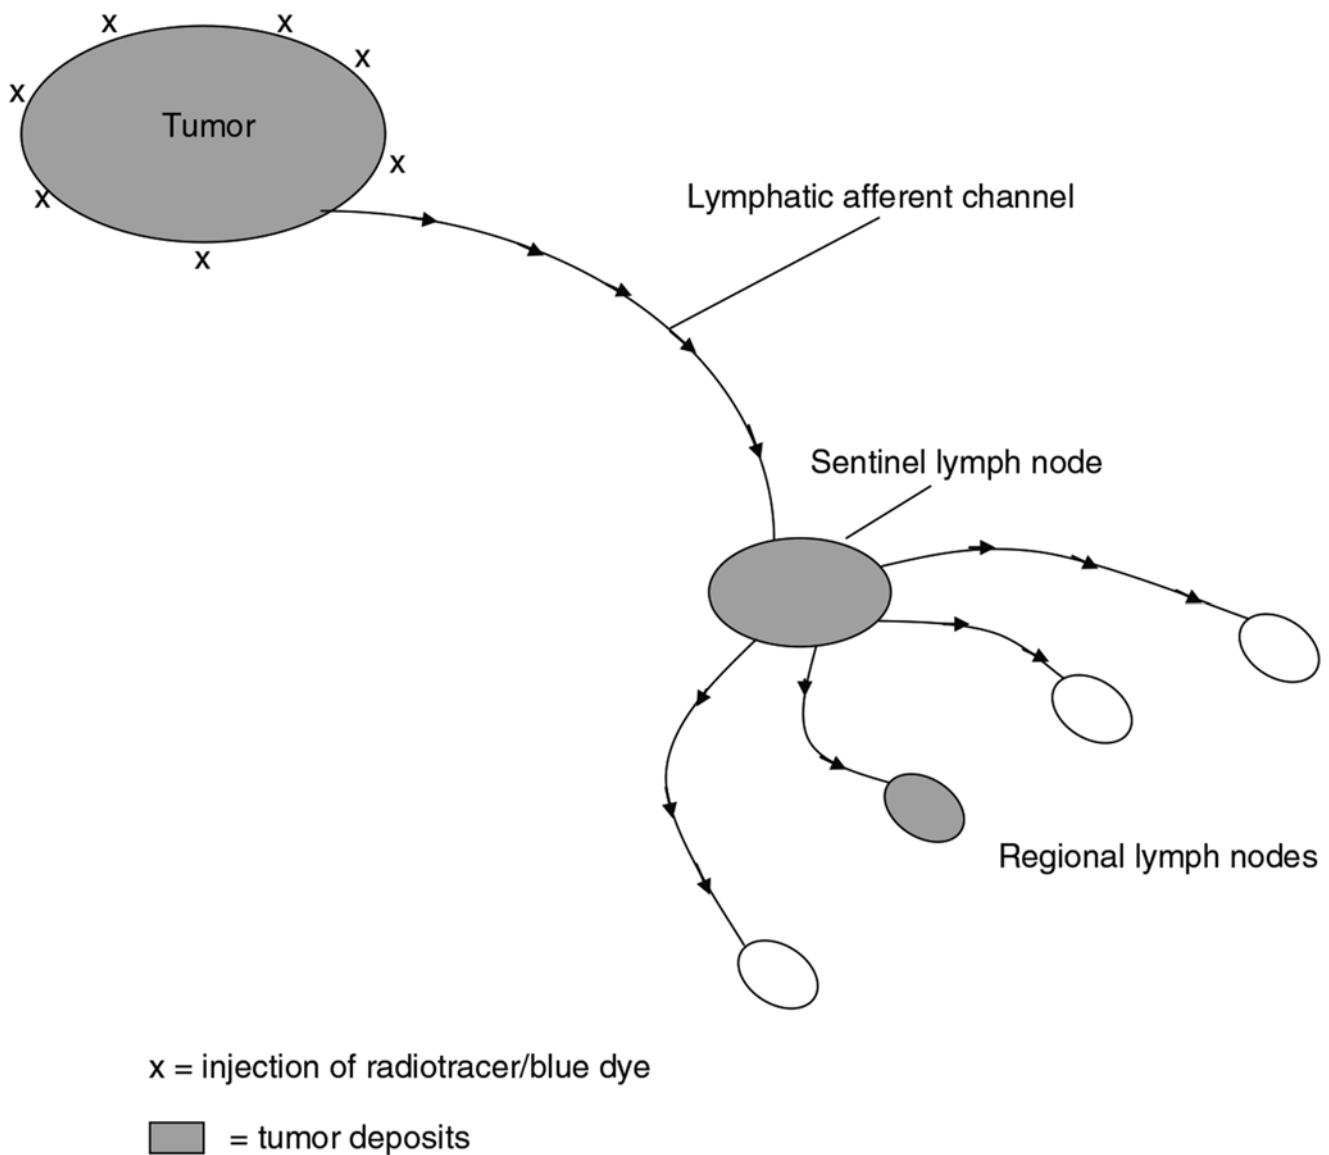 x x
x
x
Tumor
x
x
x
Lymphatic afferent channel
Sentinel lymph node
Regional lymph nodes
x = injection of radiotracer/blue dye
= tumor deposits